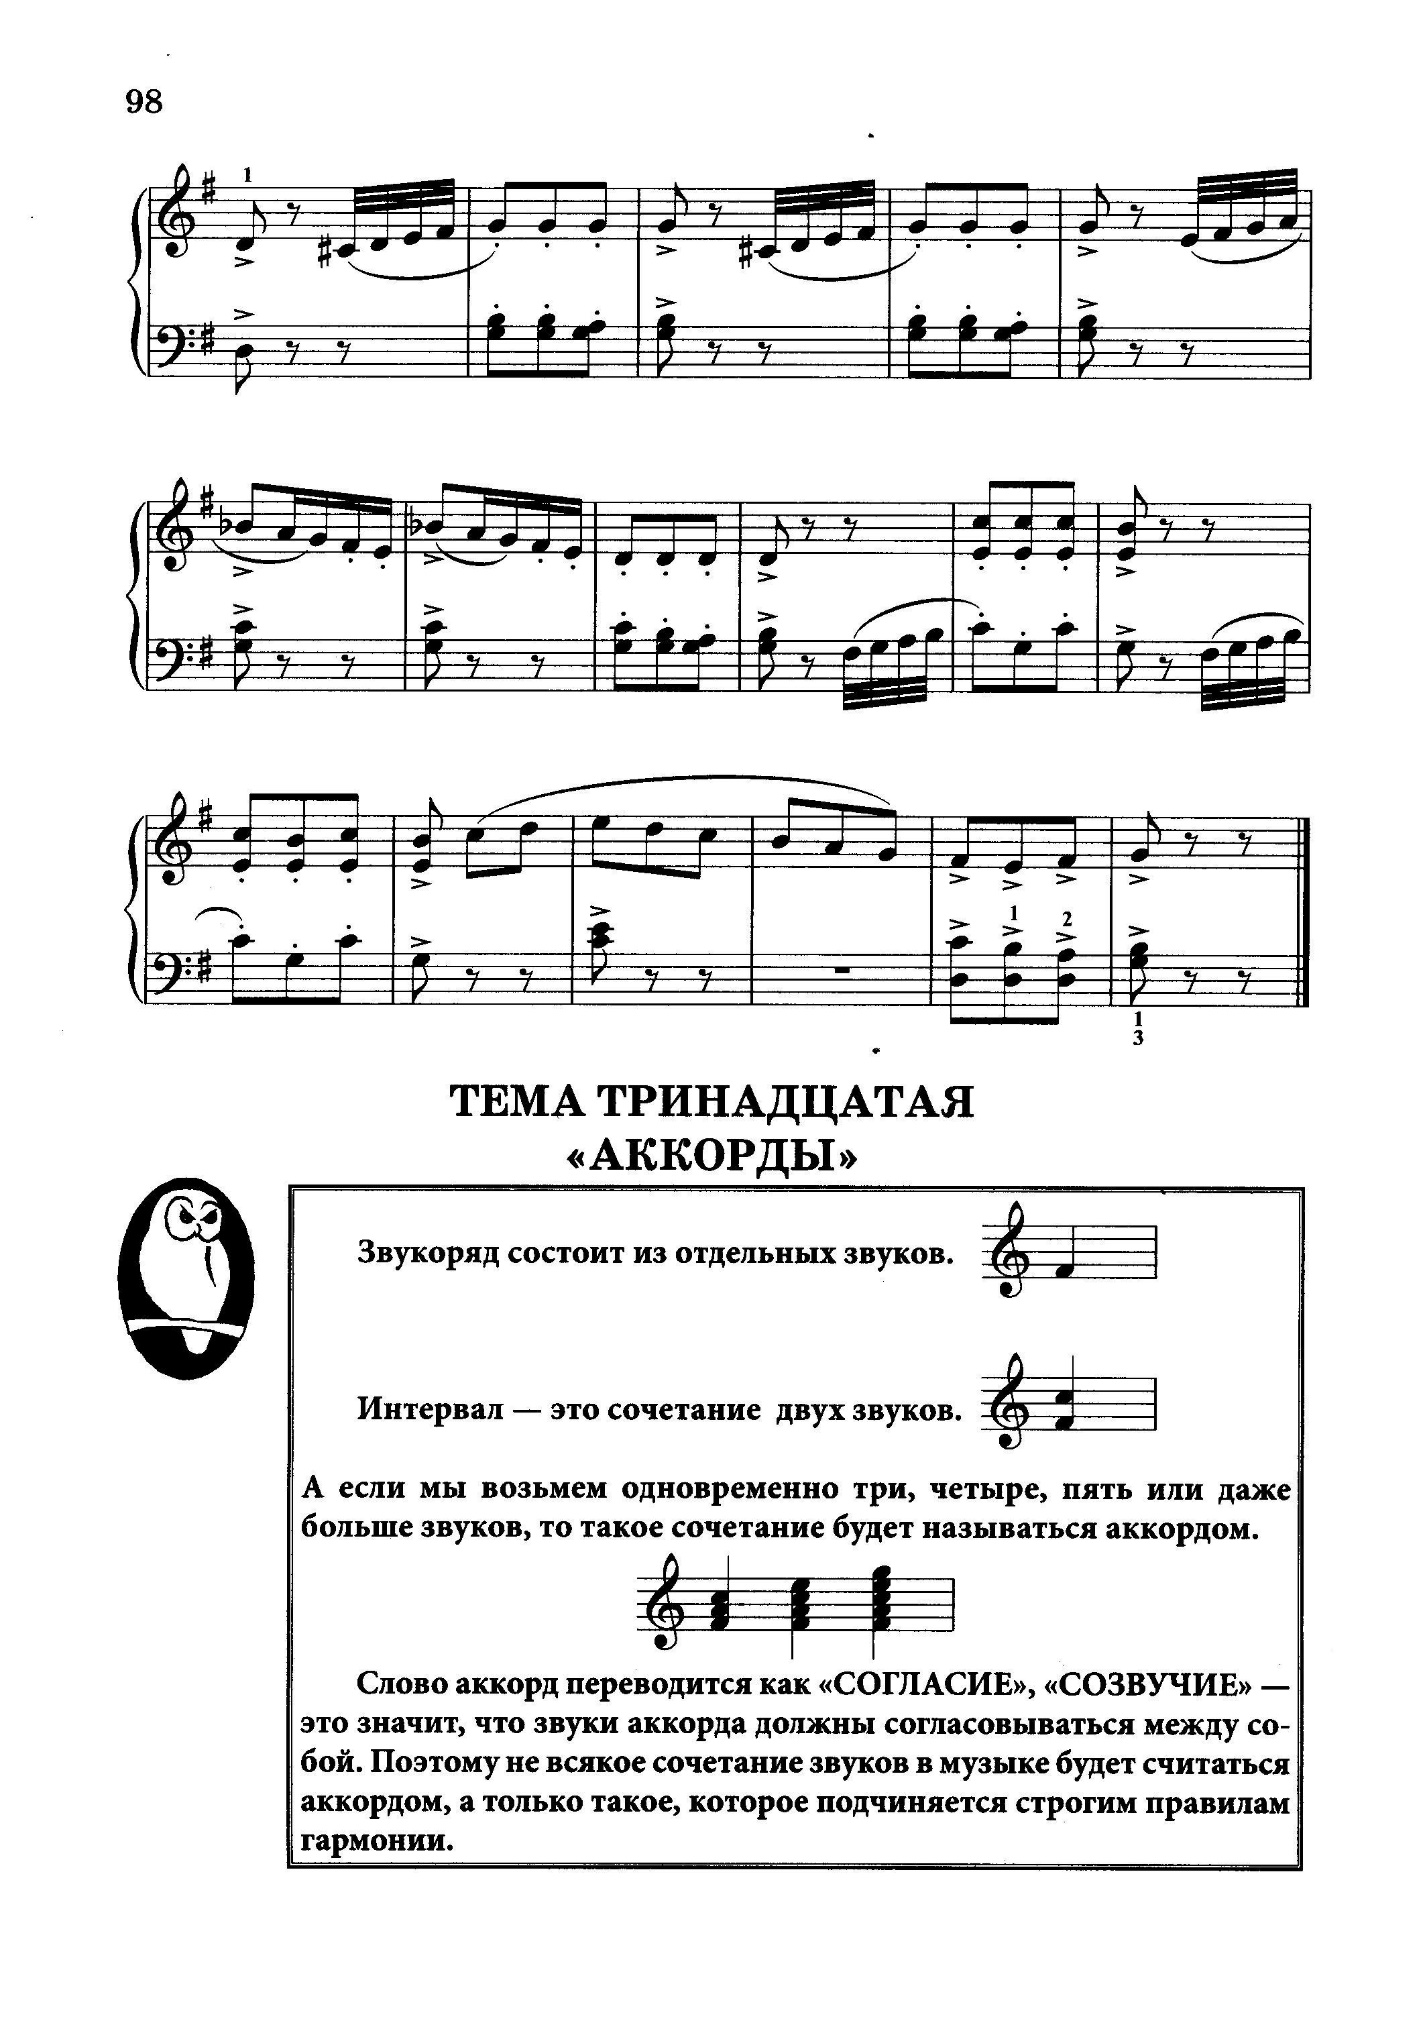 98
1
1
2
1
3
ТЕМА ТРИНАДЦАТАЯ
«АККОРДЫ»
Звукоряд состоит из отдельных звуков.
Интервал — это сочетание двух звуков.
А если мы возьмем одновременно три, четыре, пять или даже
больше звуков, то такое сочетание будет называться аккордом.
Слово аккорд переводится как «СОГЛАСИЕ», «СОЗВУЧИЕ» —
это значит, что звуки аккорда должны согласовываться между со-
бой. Поэтому не всякое сочетание звуков в музыке будет считаться
аккордом, а только такое, которое подчиняется строгим правилам
гармонии.